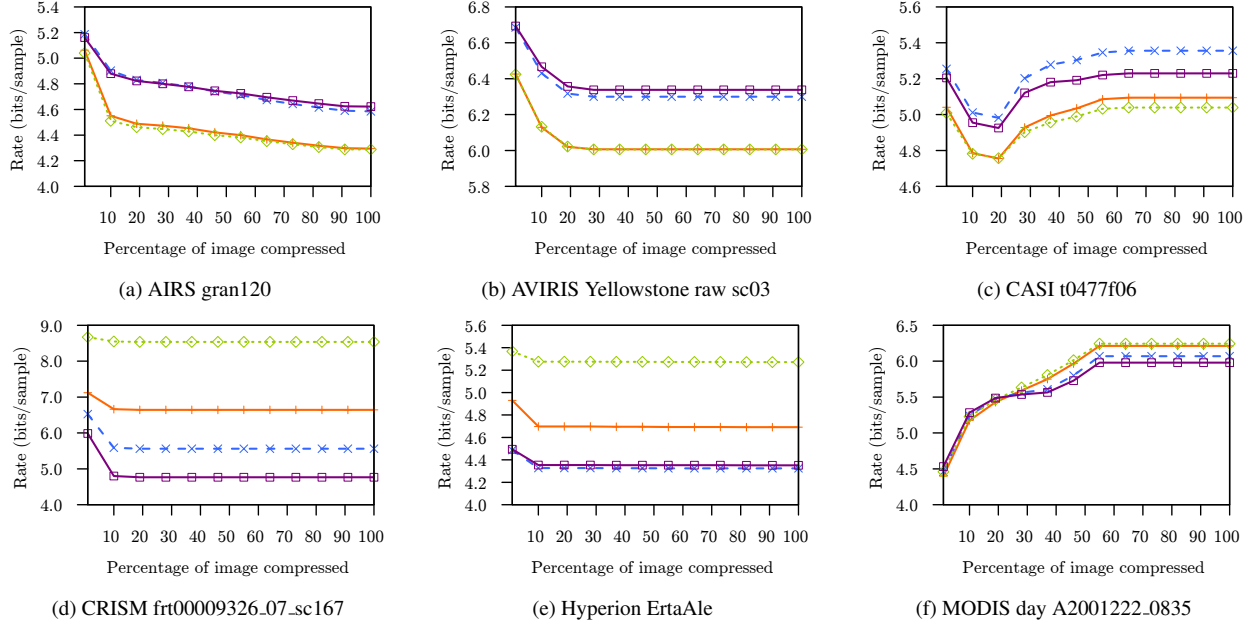 5.4
5.2
5.0
4.8
4.6
4.4
4.2
4.0
Rate (bits/sample)
10 20 30 40 50 60 70 80 90 100
Percentage of image compressed
(a) AIRS gran120
6.8
6.6
6.4
6.2
6.0
5.8
Rate (bits/sample)
10 20 30 40 50 60 70 80 90 100
Percentage of image compressed
(b) AVIRIS Yellowstone raw sc03
5.6
5.4
5.2
5.0
4.8
4.6
Rate (bits/sample)
10 20 30 40 50 60 70 80 90 100
Percentage of image compressed
(c) CASI t0477f06
9.0
8.0
7.0
6.0
5.0
4.0
Rate (bits/sample)
10 20 30 40 50 60 70 80 90 100
Percentage of image compressed
(d) CRISM frt00009326_07_sc167
5.6
5.4
5.2
5.0
4.8
4.6
4.4
4.2
4.0
Rate (bits/sample)
10 20 30 40 50 60 70 80 90 100
Percentage of image compressed
(e) Hyperion ErtaAle
6.5
6.0
5.5
5.0
4.5
4.0
Rate (bits/sample)
10 20 30 40 50 60 70 80 90 100
Percentage of image compressed
(f) MODIS day A2001222_0835